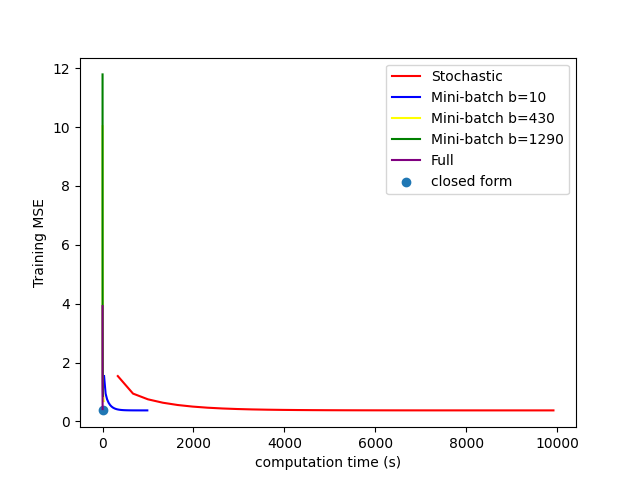 12
10
8
6
4
2
0
Training MSE
0
2000
4000
6000
8000
10000
computation time (s)
Stochastic
Mini-batch b=10
Mini-batch b=430
Mini-batch b=1290
Full
closed form